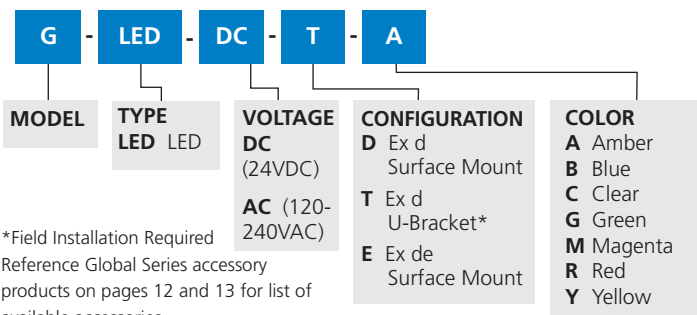 G - LED - DC - T - A
MODEL
TYPE
LED LED
VOLTAGE
DC
(24VDC)
AC (120-
240VAC)
CONFIGURATION
D Ex d
Surface Mount
T Ex d
U-Bracket*
E Ex de
Surface Mount
COLOR
A Amber
B Blue
C Clear
G Green
M Magenta
R Red
Y Yellow
*Field Installation Required
Reference Global Series accessory
products on pages 12 and 13 for list of
available accessories